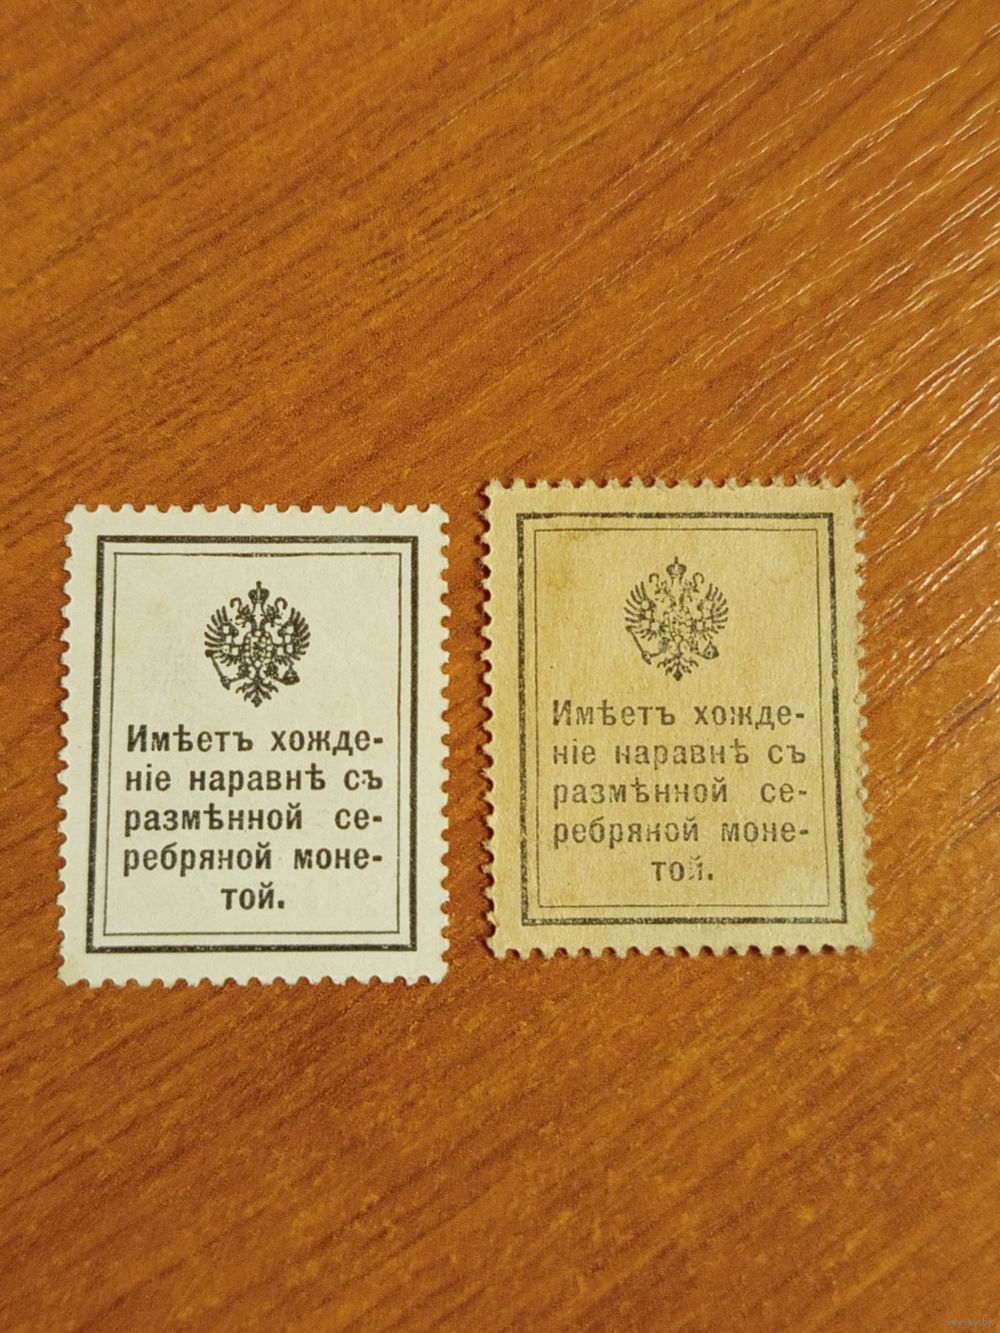 Имѣетъ хожде-
ніе наравнѣ съ
размѣнной се-
ребряной моне-
той.
Имѣетъ хожде-
ніе наравнѣ съ
размѣнной се-
ребряной моне-
той.